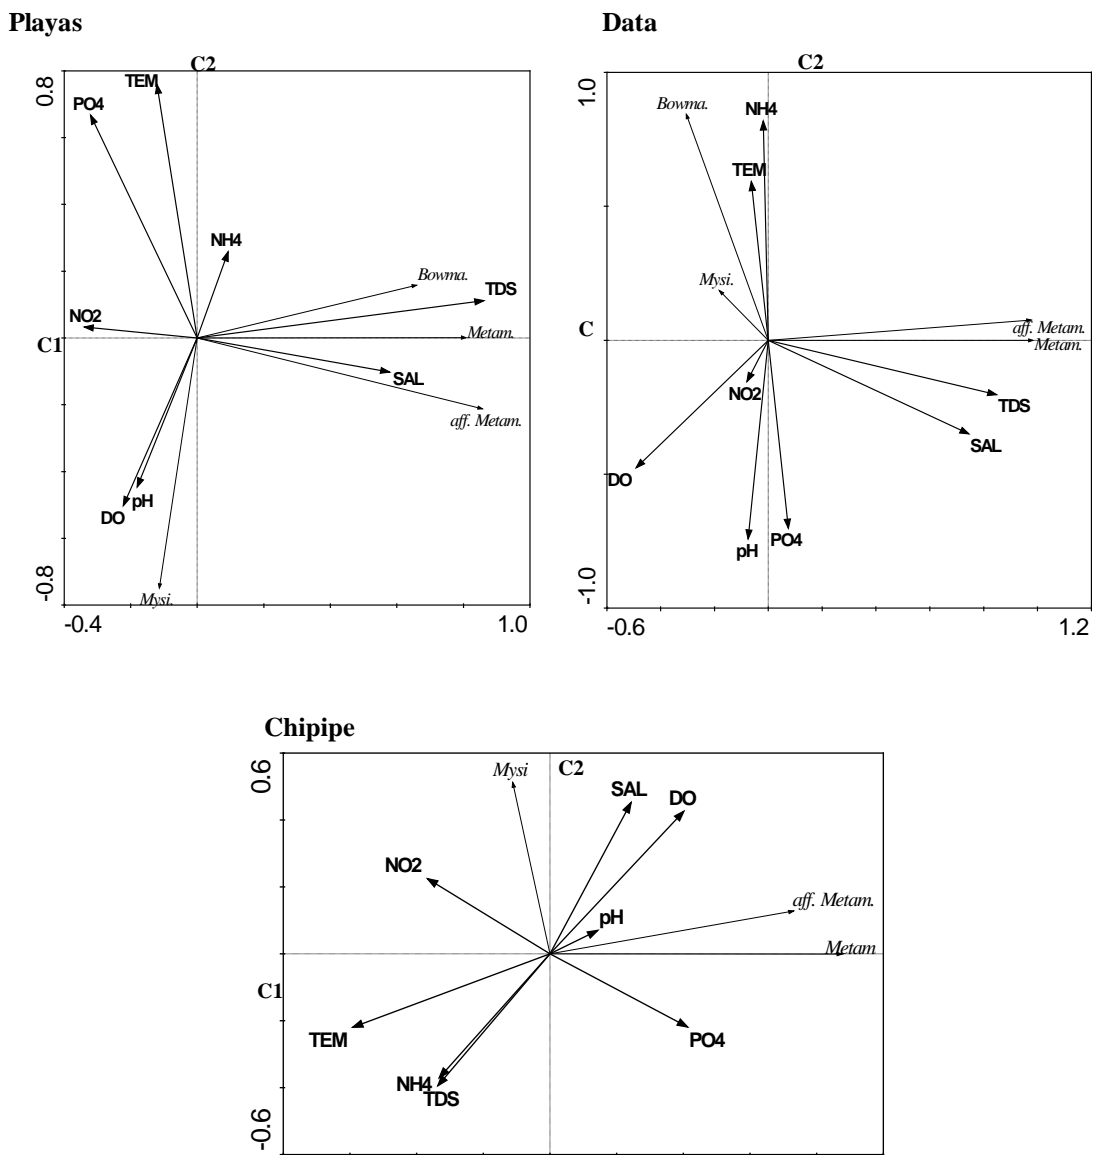 Playas
C2
0.8
TEM
PO4
NH4
Bowma.
TDS
NO2
Metam.
C1
SAL
aff. Metam.
pH
DO
Mysi.
-0.8
-0.4
1.0
Data
C2
1.0
Bowma.
NH4
TEM
Mysi.
C
aff. Metam.
Metam.
NO2
TDS
SAL
DO
pH
PO4
-1.0
-0.6
1.2
Chipipe
0.6
Mysi
C2
SAL
DO
NO2
aff. Metam.
pH
Metam
C1
TEM
PO4
NH4
TDS
-0.6